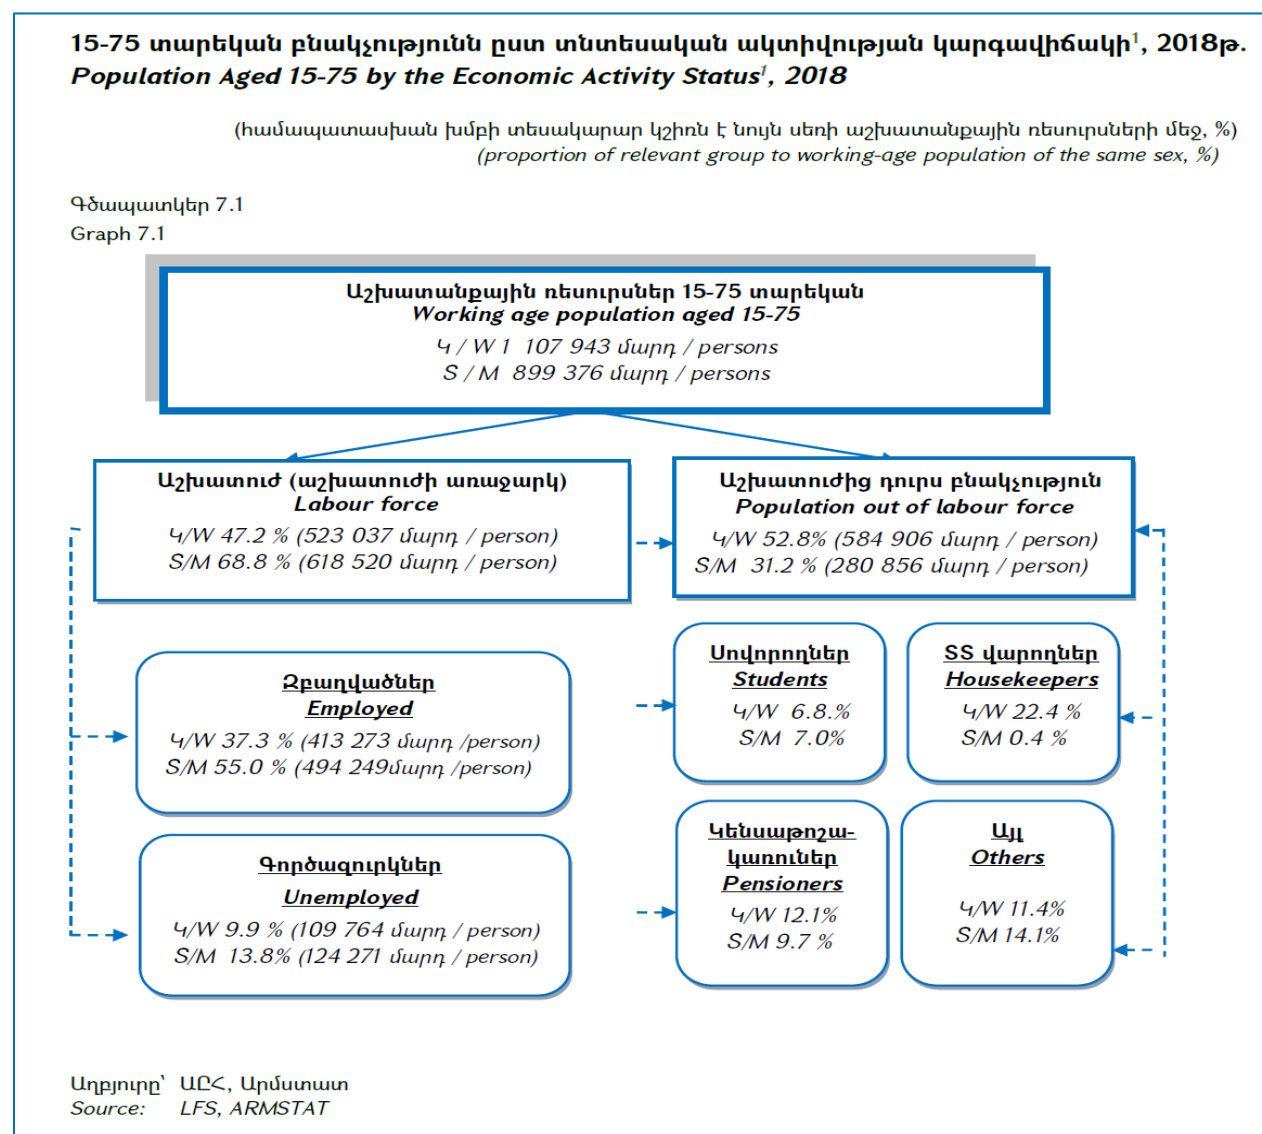 15-75 տարեկան բնակչությունն ըստ տնտեսական ակտիվության կարգավիճակի¹, 2018թ.
Population Aged 15-75 by the Economic Activity Status¹, 2018
(համապատասխան խմբի տեսակարար կշիռն է նույն սեռի աշխատանքային ռեսուրսների մեջ, %)
(proportion of relevant group to working-age population of the same sex, %)
Գծապատկեր 7.1
Graph 7.1
Աշխատանքային ռեսուրսներ 15-75 տարեկան
Working age population aged 15-75
Կ / W 1 107 943 մարդ / persons
Տ / M 899 376 մարդ / persons
Աշխատուժ (աշխատուժի առաջարկ)
Labour force
Կ/W 47.2 % (523 037 մարդ / person)
Տ/M 68.8 % (618 520 մարդ / person)
Աշխատուժից դուրս բնակչություն
Population out of labour force
Կ/W 52.8% (584 906 մարդ / person)
Տ/M 31.2 % (280 856 մարդ / person)
Զբաղվածներ
Employed
Կ/W 37.3 % (413 273 մարդ /person)
Տ/M 55.0 % (494 249մարդ /person)
Գործազուրկներ
Unemployed
Կ/W 9.9 % (109 764 մարդ / person)
Տ/M 13.8% (124 271 մարդ / person)
Սովորողներ
Students
Կ/W 6.8.%
Տ/M 7.0%
ՏՏ վարողներ
Housekeepers
Կ/W 22.4 %
Տ/M 0.4 %
Կենսաթոշա-
կառուներ
Pensioners
Կ/W 12.1%
Տ/M 9.7 %
Այլ
Others
Կ/W 11.4%
Տ/M 14.1%
Աղբյուրը՝ ԱԸՀ, Արմստատ
Source: LFS, ARMSTAT